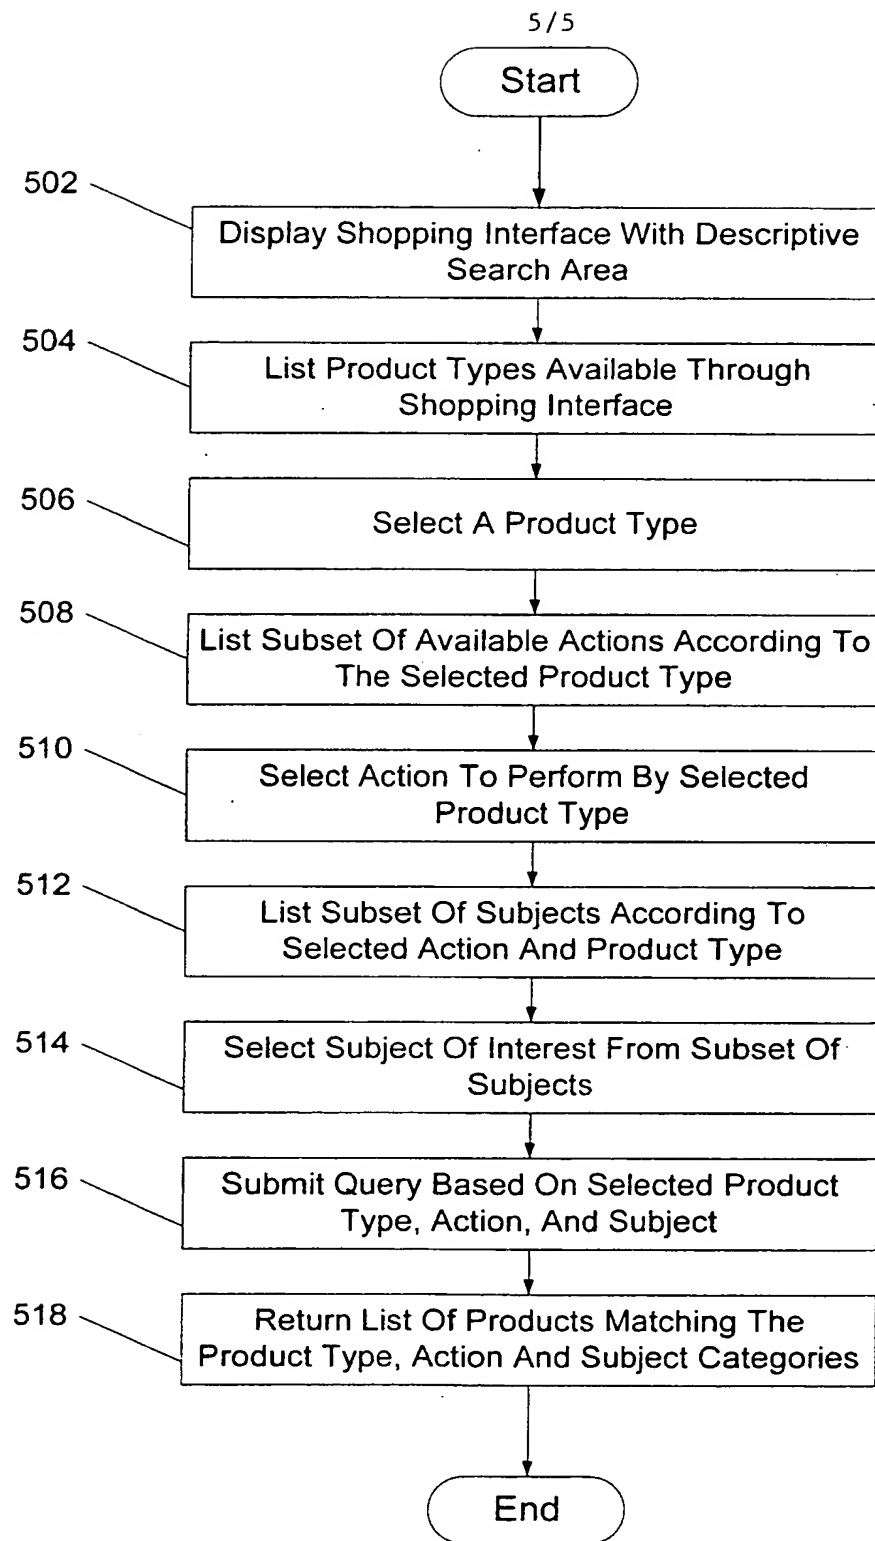 5/5
Start
502
Display Shopping Interface With Descriptive
Search Area
504
List Product Types Available Through
Shopping Interface
506
Select A Product Type
508
List Subset Of Available Actions According To
The Selected Product Type
510
Select Action To Perform By Selected
Product Type
512
List Subset Of Subjects According To
Selected Action And Product Type
514
Select Subject Of Interest From Subset Of
Subjects
516
Submit Query Based On Selected Product
Type, Action, And Subject
518
Return List Of Products Matching The
Product Type, Action And Subject Categories
End